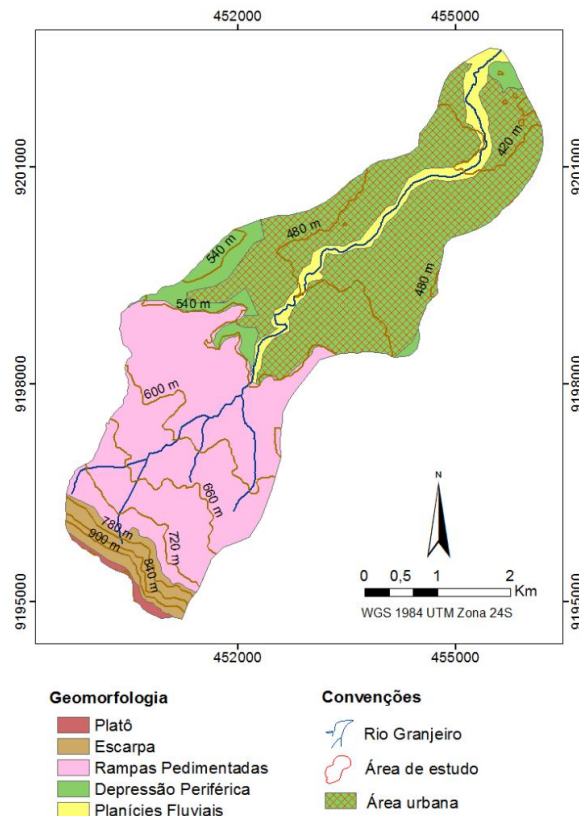 452000
455000
9201000
9201000
420 m
480 m
540 m
480 m
540 m
9198000
9198000
600 m
660 m
N
780 m
900 m
720 m
840 m
0 0,5 1 2
Km
WGS 1984 UTM Zona 24S
9195000
9195000
452000
455000
Geomorfologia
Platô
Escarpa
Rampas Pedimentadas
Depressão Periférica
Planícies Fluviais
Convenções
Rio Granjeiro
Área de estudo
Área urbana